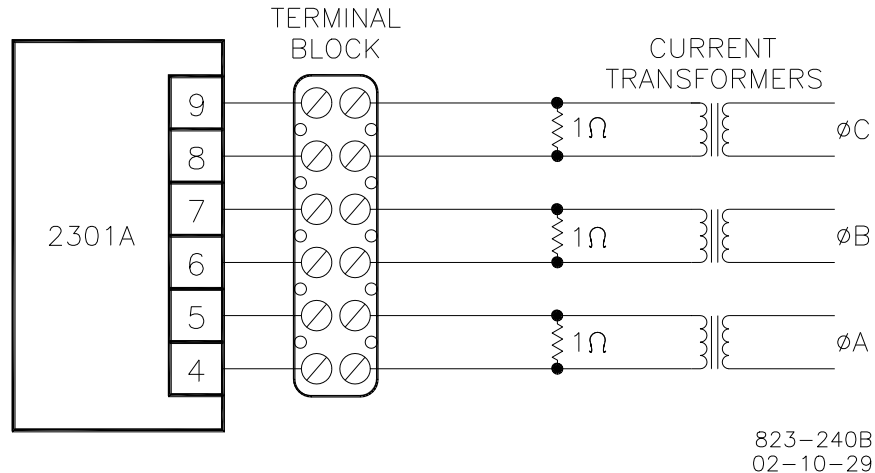 TERMINAL
BLOCK
CURRENT
TRANSFORMERS
2301A
9
8
7
6
5
4
1Ω
1Ω
1Ω
øC
øB
øA
823-240B
02-10-29